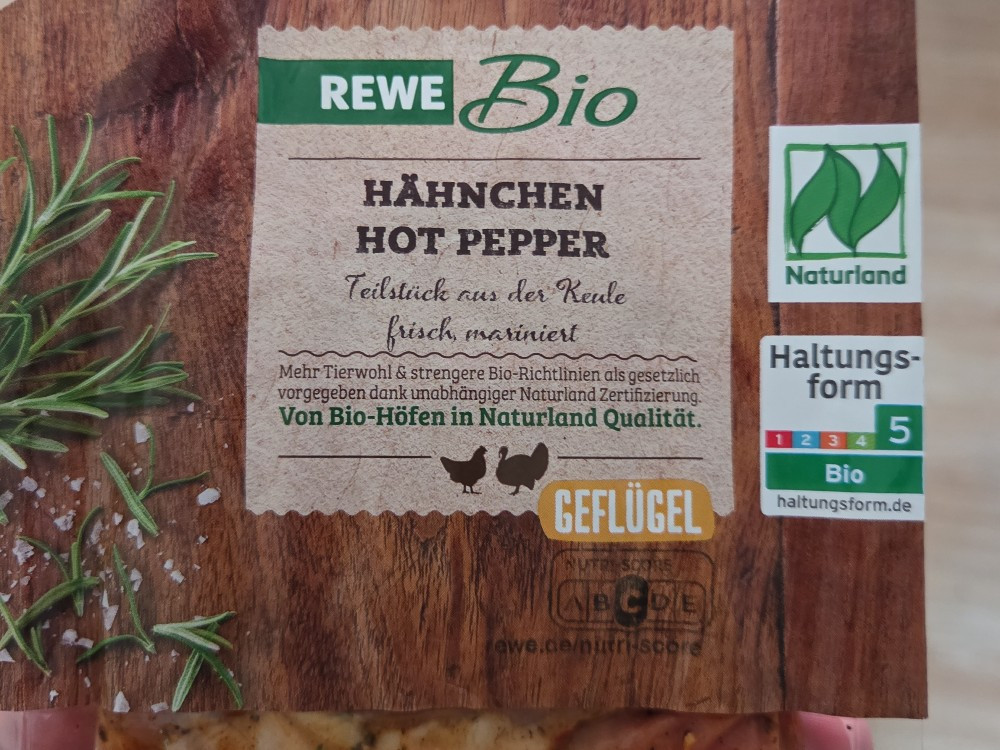 REWE Bio
HÄHNCHEN
HOT PEPPER
Teilstück aus der Keule
frisch, mariniert
Mehr Tierwohl & strengere Bio-Richtlinien als gesetzlich
vorgegeben dank unabhängiger Naturland Zertifizierung.
Von Bio-Höfen in Naturland Qualität.
GEFLÜGEL
NUTRI-SCORE
A B C D E
rewe.de/nutri-score
Naturland
Haltungs-
form
1 2 3 4 5
Bio
haltungsform.de